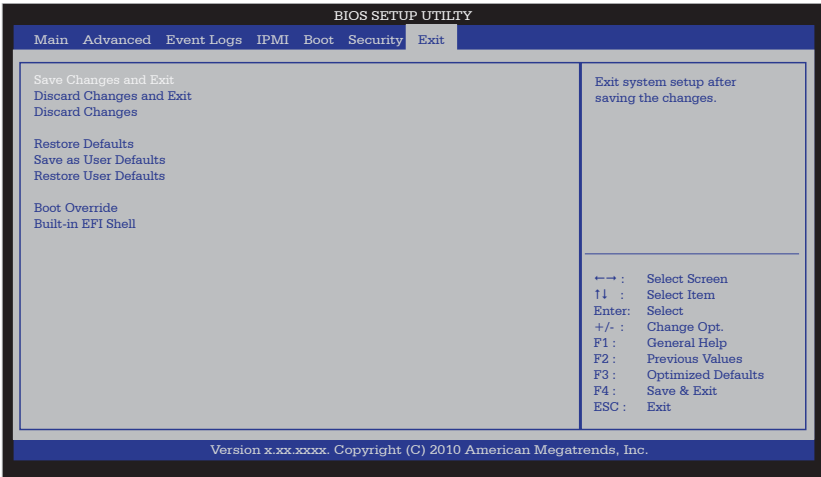 BIOS SETUP UTILTY
Main Advanced Event Logs IPMI Boot Security Exit
Save Changes and Exit
Discard Changes and Exit
Discard Changes
Restore Defaults
Save as User Defaults
Restore User Defaults
Boot Override
Built-in EFI Shell
Exit system setup after
saving the changes.
←→ : Select Screen
↑↓ : Select Item
Enter: Select
+/- : Change Opt.
F1 : General Help
F2 : Previous Values
F3 : Optimized Defaults
F4 : Save & Exit
ESC : Exit
Version x.xx.xxxx. Copyright (C) 2010 American Megatrends, Inc.